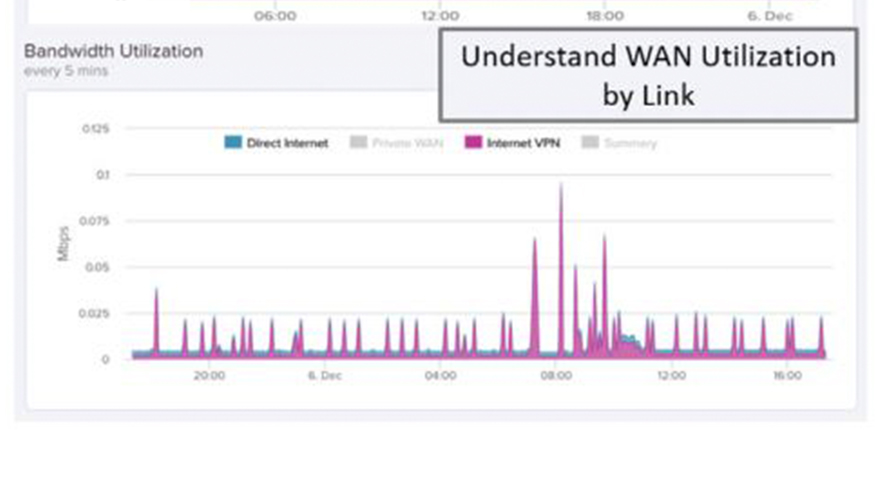 06:00 12:00 18:00 6. Dec
Bandwidth Utilization
every 5 mins
Understand WAN Utilization
by Link
0.125
Direct Internet Private WAN Internet VPN Summary
0.1
0.075
Mbps
0.05
0.025
0
20:00 6. Dec 04:00 08:00 12:00 16:00